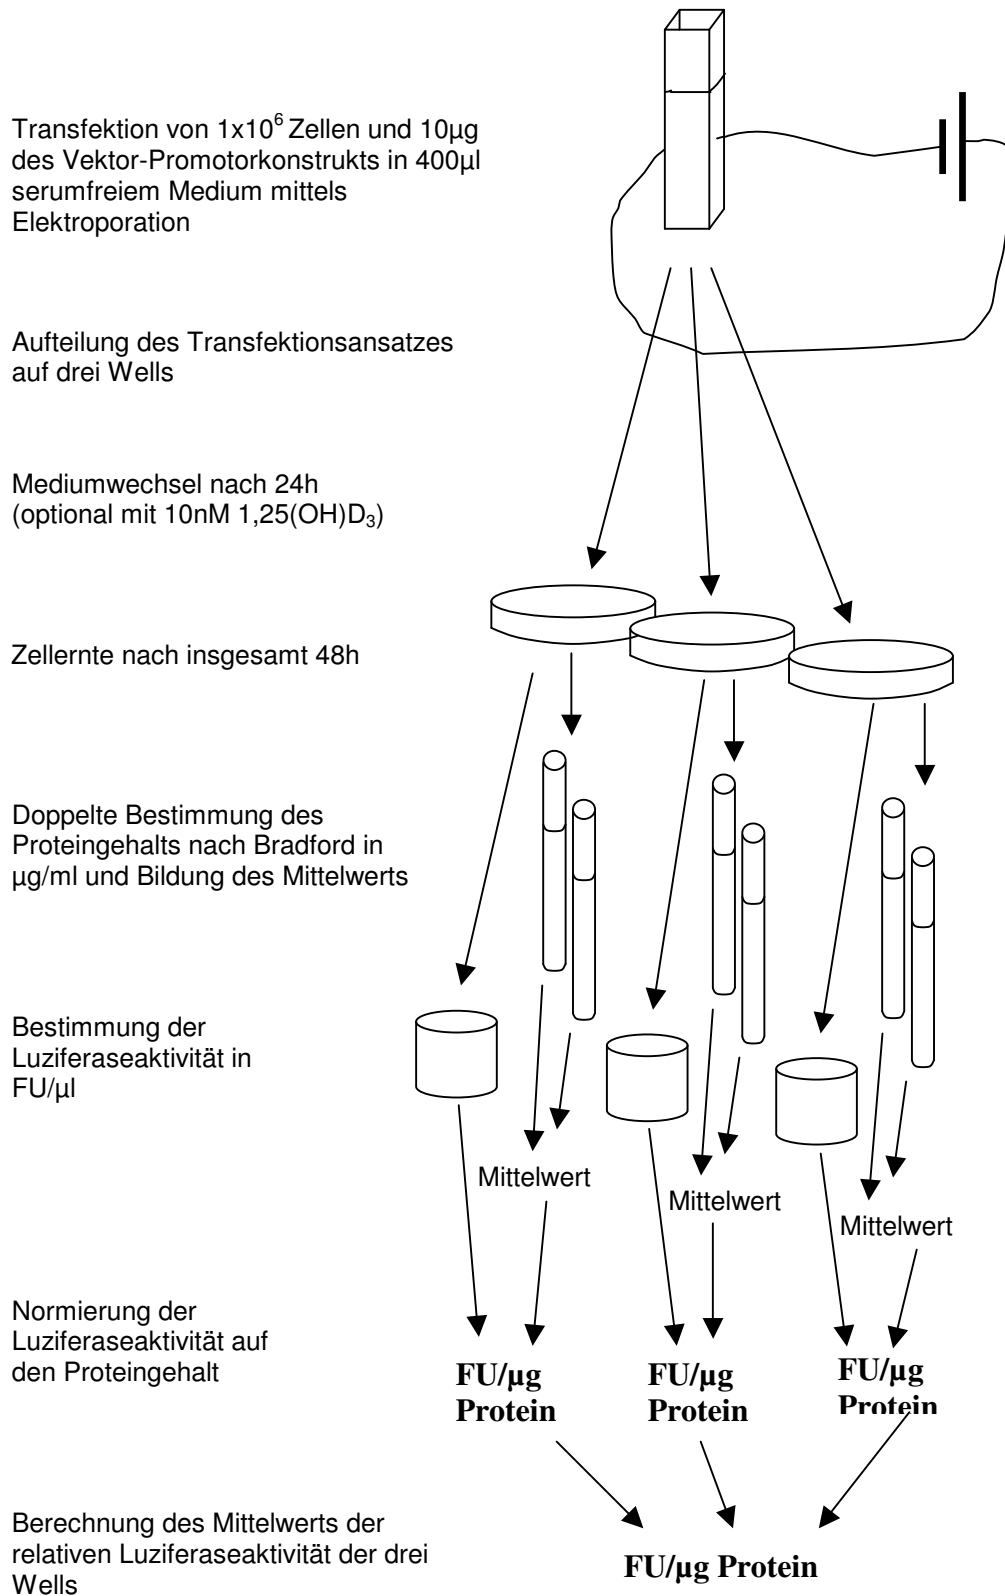 Transfektion von 1x10⁶ Zellen und 10µg
des Vektor-Promotorkonstrukts in 400µl
serumfreiem Medium mittels
Elektroporation
Aufteilung des Transfektionsansatzes
auf drei Wells
Mediumwechsel nach 24h
(optional mit 10nM 1,25(OH)D₃)
Zellernte nach insgesamt 48h
Doppelte Bestimmung des
Proteingehalts nach Bradford in
µg/ml und Bildung des Mittelwerts
Bestimmung der
Luziferaseaktivität in
FU/µl
Mittelwert
Mittelwert
Mittelwert
Normierung der
Luziferaseaktivität auf
den Proteingehalt
FU/µg
Protein
FU/µg
Protein
FU/µg
Protein
Berechnung des Mittelwerts der
relativen Luziferaseaktivität der drei
Wells
FU/µg Protein